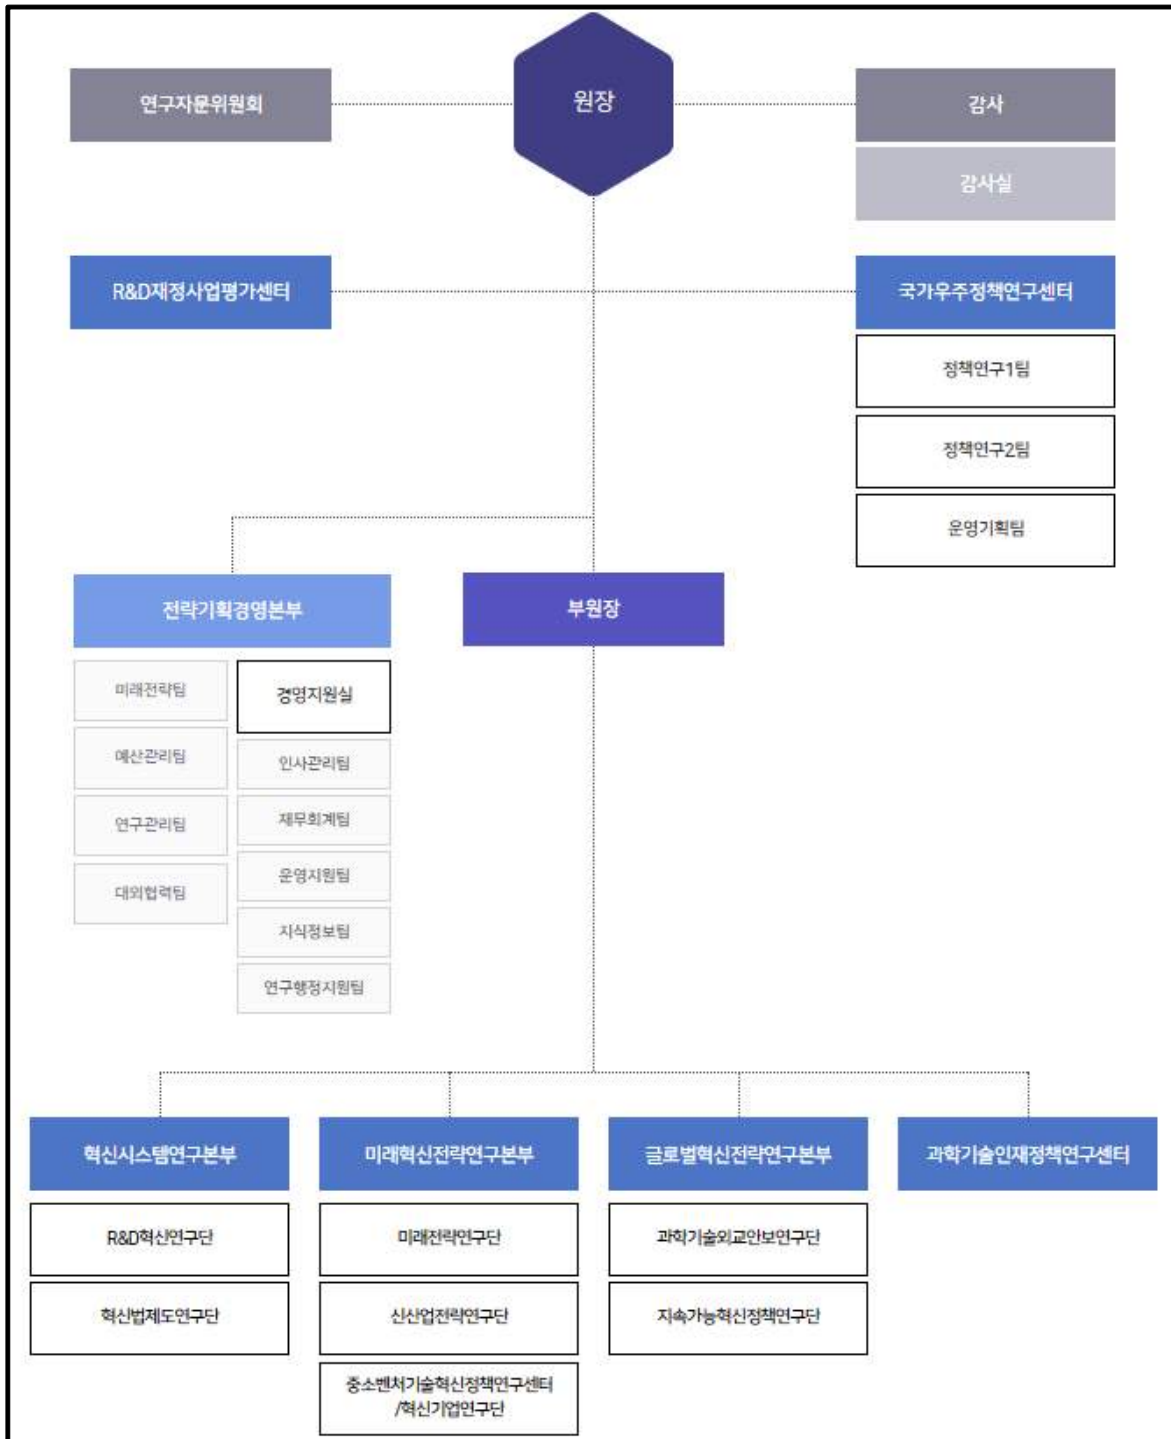 원장
연구자문위원회
감사
감사실
R&D재정사업평가센터
국가우주정책연구센터
정책연구1팀
정책연구2팀
운영기획팀
전략기획경영본부
부원장
미래전략팀
예산관리팀
연구관리팀
대외협력팀
경영지원실
인사관리팀
재무회계팀
운영지원팀
지식정보팀
연구행정지원팀
혁신시스템연구본부
R&D혁신연구단
혁신법제도연구단
미래혁신전략연구본부
미래전략연구단
신산업전략연구단
중소벤처기술혁신정책연구센터
/혁신기업연구단
글로벌혁신전략연구본부
과학기술외교안보연구단
지속가능혁신정책연구단
과학기술인재정책연구센터